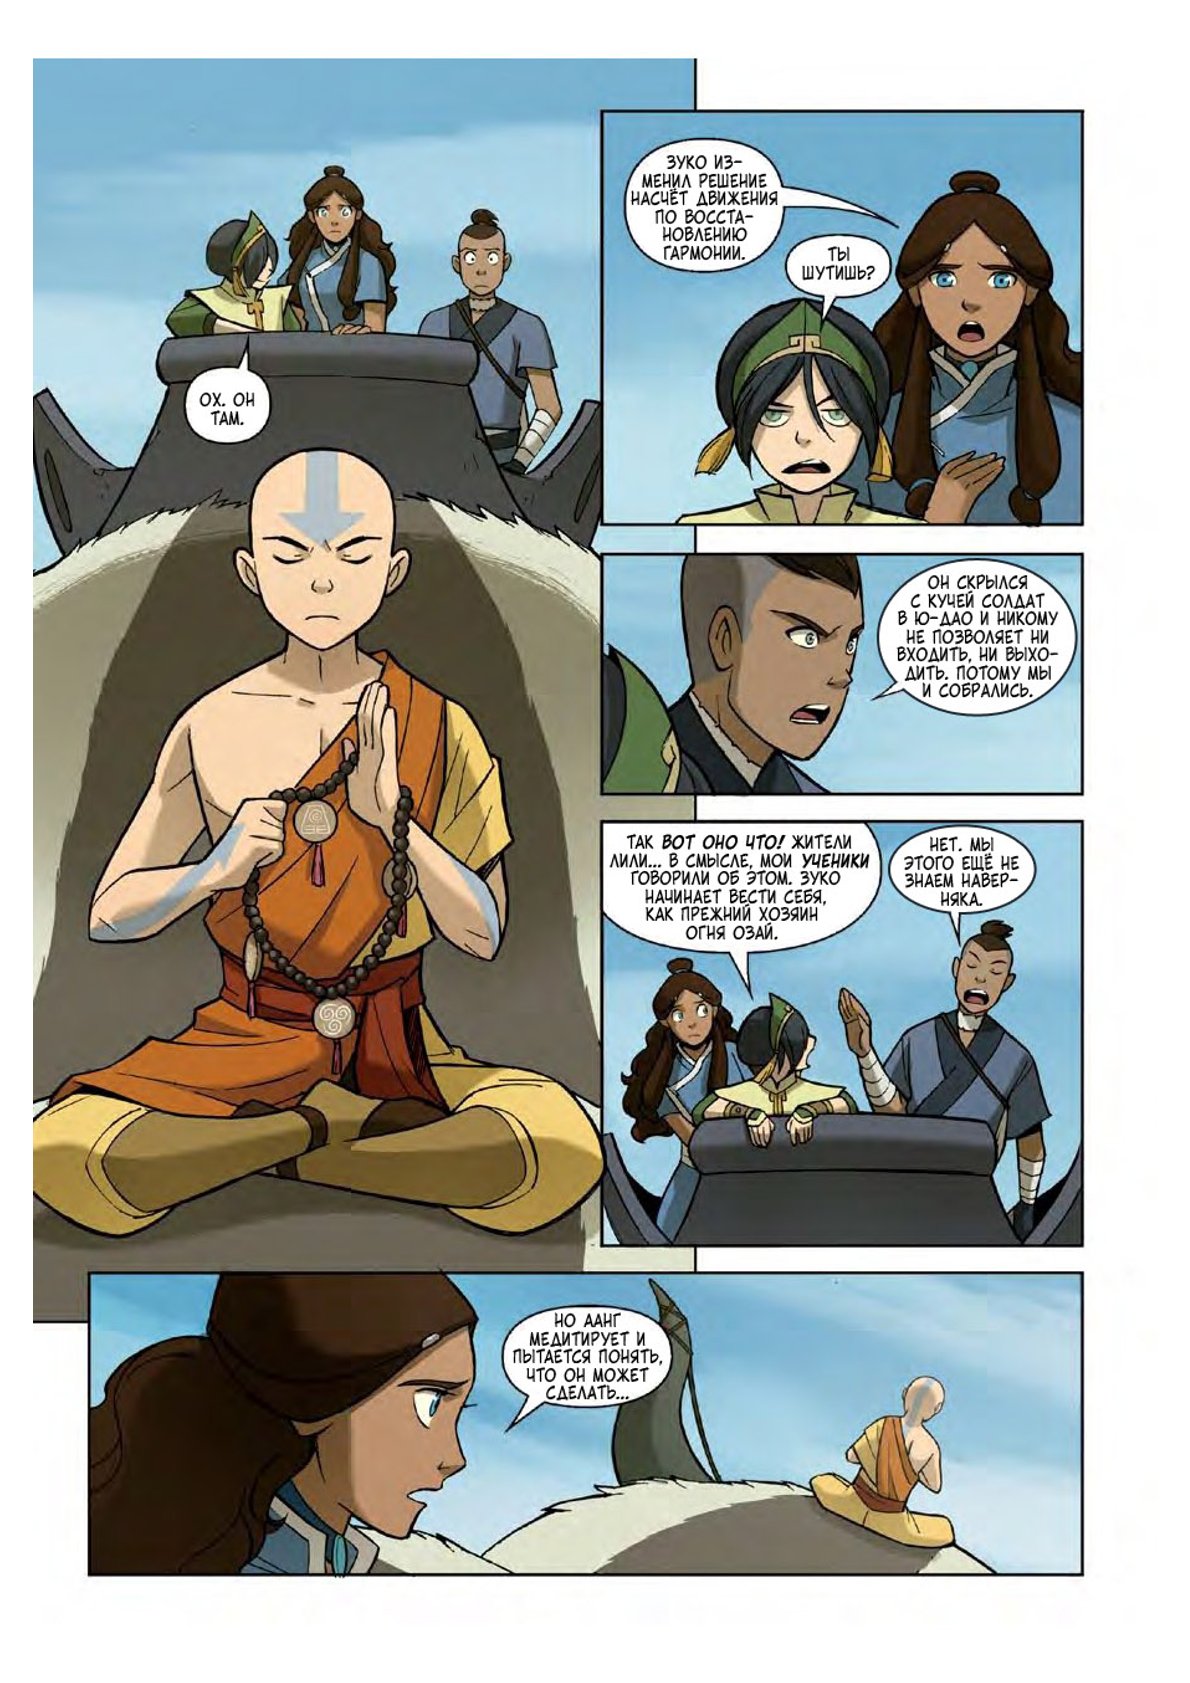 ОХ. ОН
ТАМ.
ЗУКО ИЗ-
МЕНИЛ РЕШЕНИЕ
НАСЧЁТ ДВИЖЕНИЯ
ПО ВОССТА-
НОВЛЕНИЮ
ГАРМОНИИ.
ТЫ
ШУТИШЬ?
ОН СКРЫЛСЯ
С КУЧЕЙ СОЛДАТ
В Ю-ДАО И НИКОМУ
НЕ ПОЗВОЛЯЕТ НИ
ВХОДИТЬ, НИ ВЫХО-
ДИТЬ. ПОТОМУ МЫ
И СОБРАЛИСЬ.
ТАК ВОТ ОНО ЧТО! ЖИТЕЛИ
ЛИЛИ... В СМЫСЛЕ, МОИ УЧЕНИКИ
ГОВОРИЛИ ОБ ЭТОМ. ЗУКО
НАЧИНАЕТ ВЕСТИ СЕБЯ,
КАК ПРЕЖНИЙ ХОЗЯИН
ОГНЯ ОЗАЙ.
НЕТ. МЫ
ЭТОГО ЕЩЁ НЕ
ЗНАЕМ НАВЕР-
НЯКА.
НО ААНГ
МЕДИТИРУЕТ И
ПЫТАЕТСЯ ПОНЯТЬ,
ЧТО ОН МОЖЕТ
СДЕЛАТЬ...